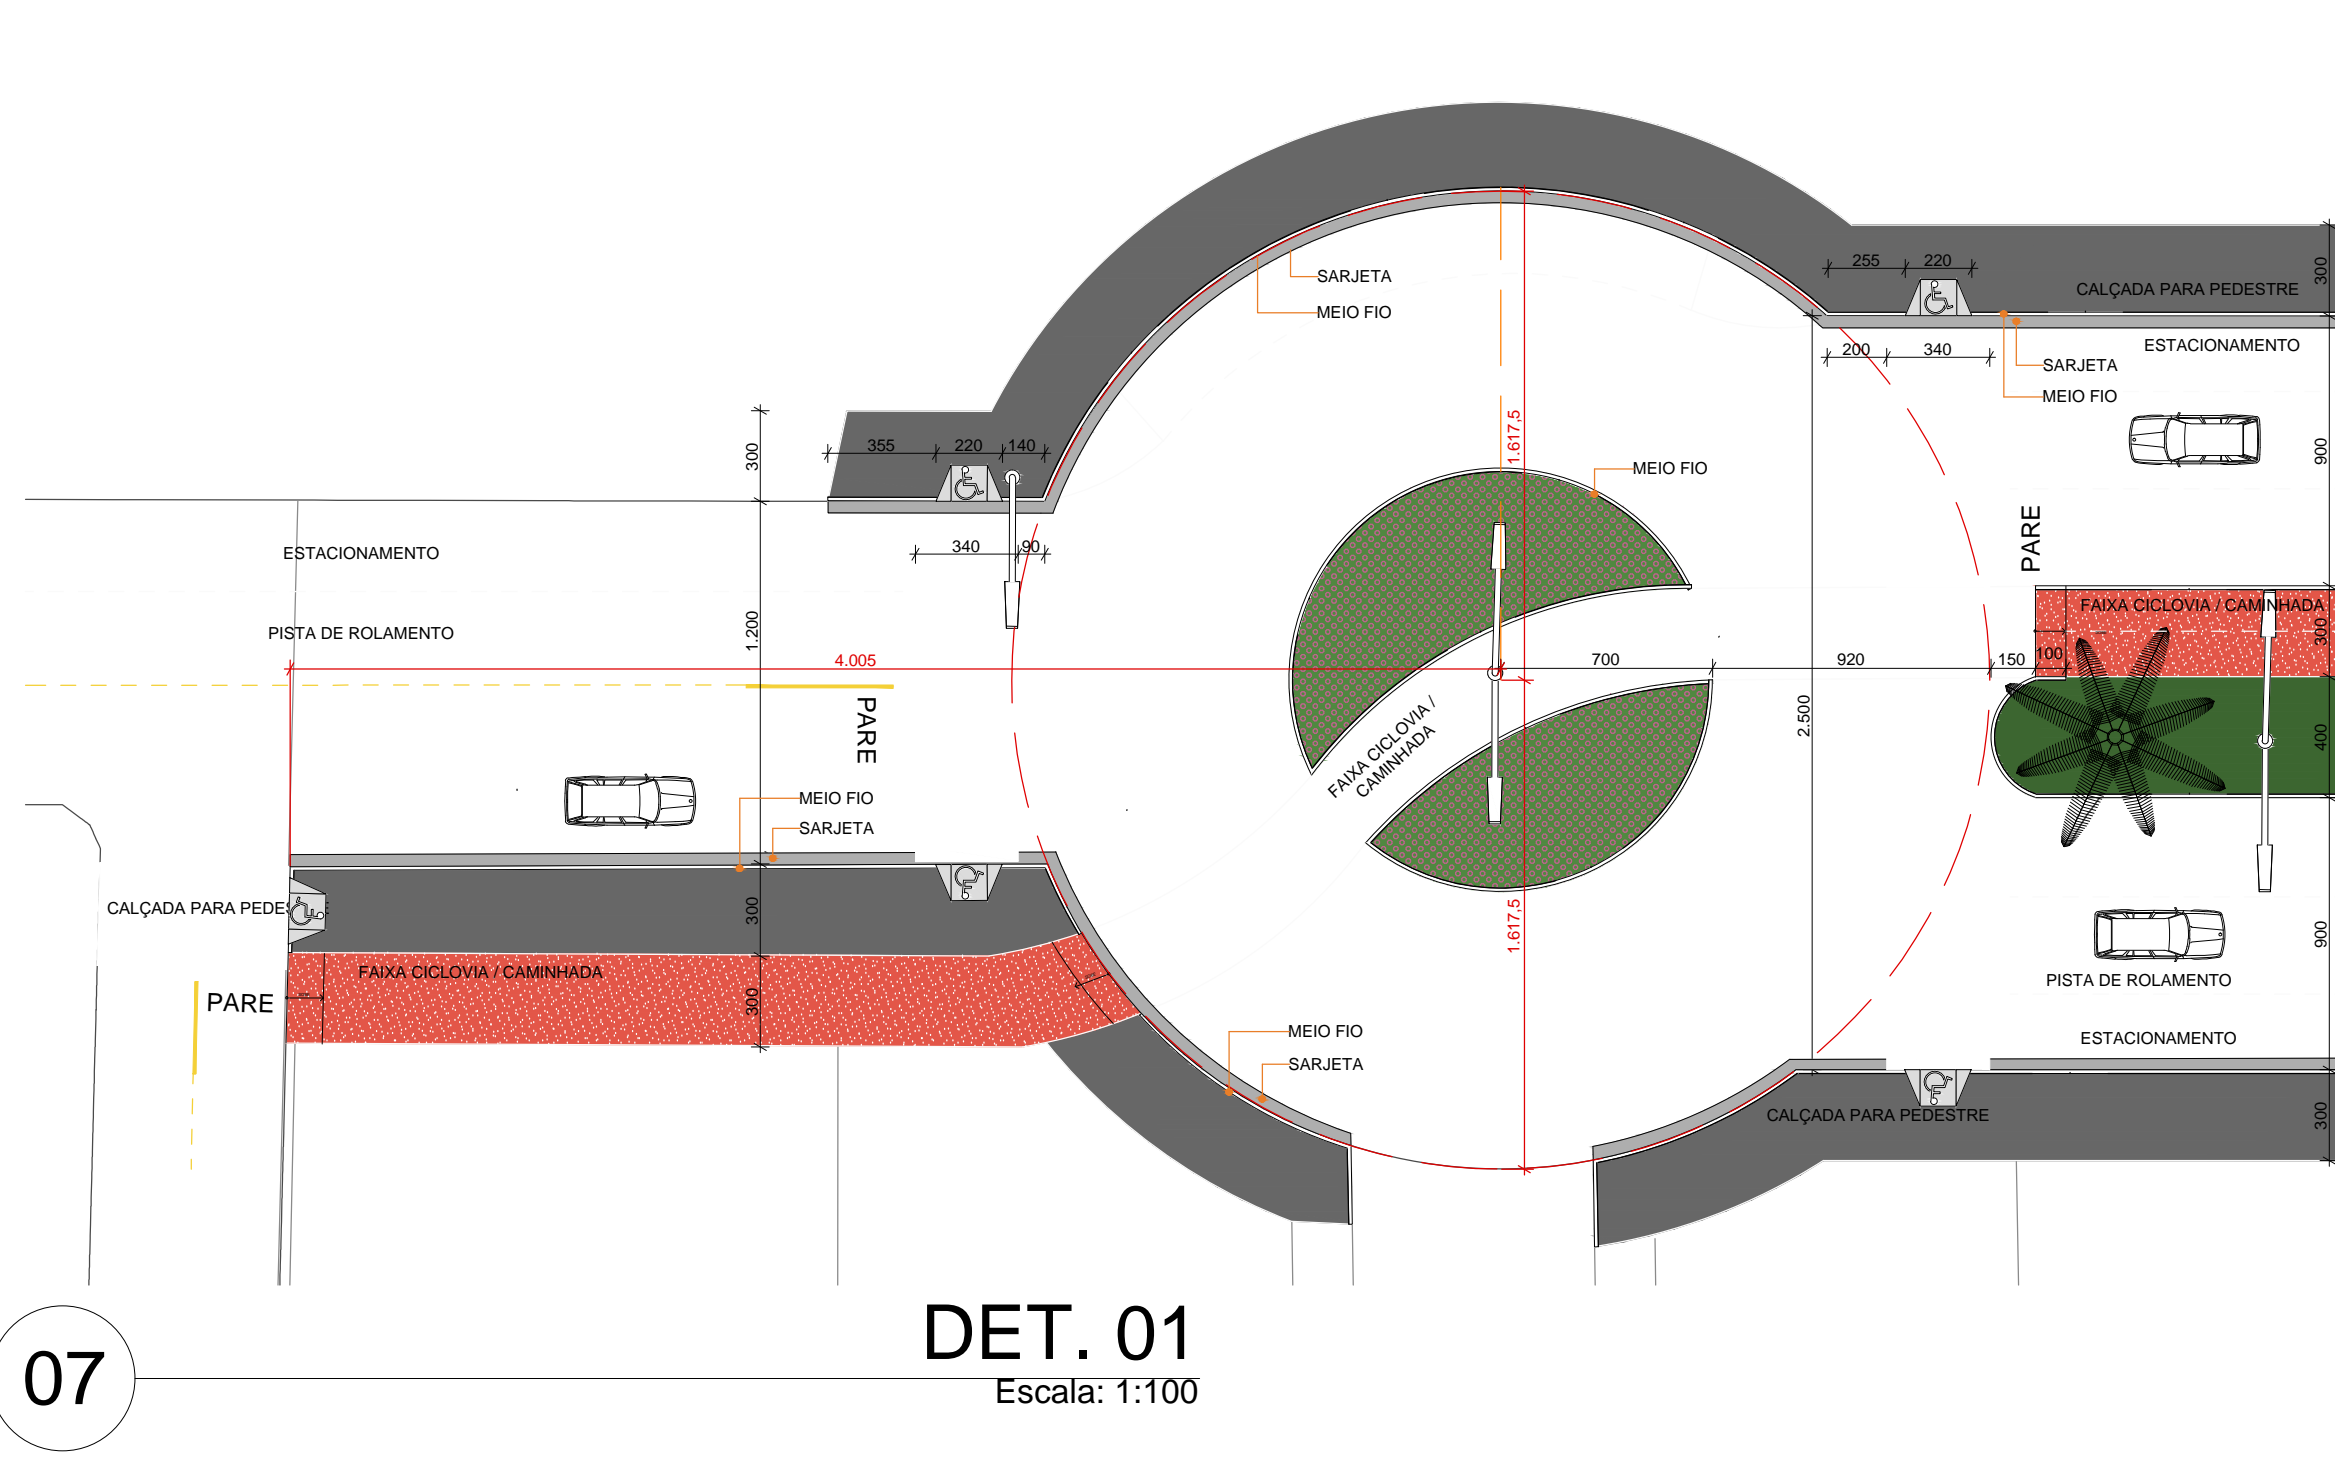 255
220
300
SARJETA
CALÇADA PARA PEDESTRE
MEIO FIO
200
340
ESTACIONAMENTO
SARJETA
MEIO FIO
1.617,5
300
355
220
140
900
MEIO FIO
340
90
ESTACIONAMENTO
PARE
FAIXA CICLOVIA / CAMINHADA
PISTA DE ROLAMENTO
1.200
300
4.005
700
920
150
100
PARE
2.500
FAIXA CICLOVIA /
CAMINHADA
400
MEIO FIO
SARJETA
CALÇADA PARA PEDE
300
1.617,5
900
FAIXA CICLOVIA / CAMINHADA
PARE
300
PISTA DE ROLAMENTO
MEIO FIO
SARJETA
ESTACIONAMENTO
CALÇADA PARA PEDESTRE
300
DET. 01
07
Escala: 1:100